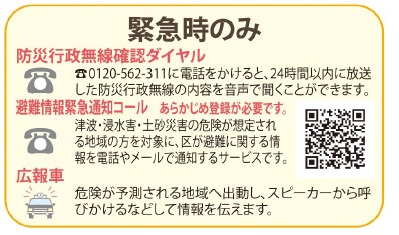 緊急時のみ
防災行政無線確認ダイヤル
☎0120-562-311に電話をかけると、24時間以内に放送
した防災行政無線の内容を音声で聞くことができます。
避難情報緊急通知コール あらかじめ登録が必要です。
津波・浸水害・土砂災害の危険が想定され
る地域の方を対象に、区が避難に関する情
報を電話やメールで通知するサービスです。
広報車
危険が予測される地域へ出動し、スピーカーから呼
びかけるなどして情報を伝えます。